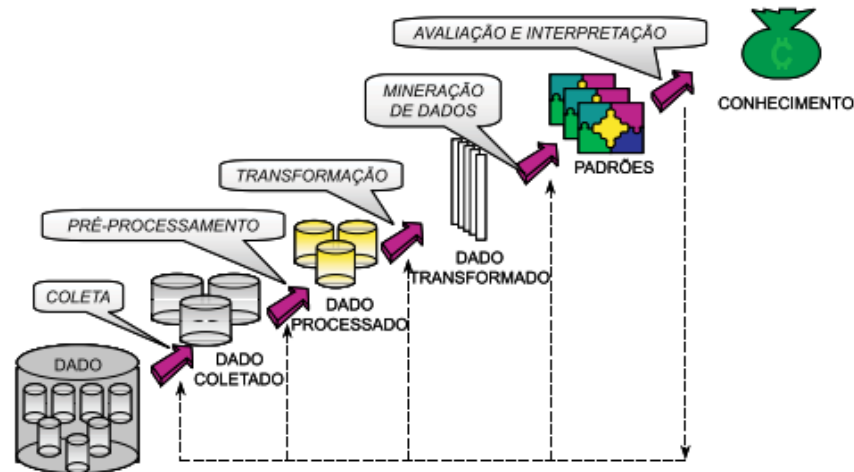 AVALIAÇÃO E INTERPRETAÇÃO
CONHECIMENTO
MINERAÇÃO
DE DADOS
PADRÕES
TRANSFORMAÇÃO
DADO
TRANSFORMADO
PRÉ-PROCESSAMENTO
DADO
PROCESSADO
COLETA
DADO
COLETADO
DADO